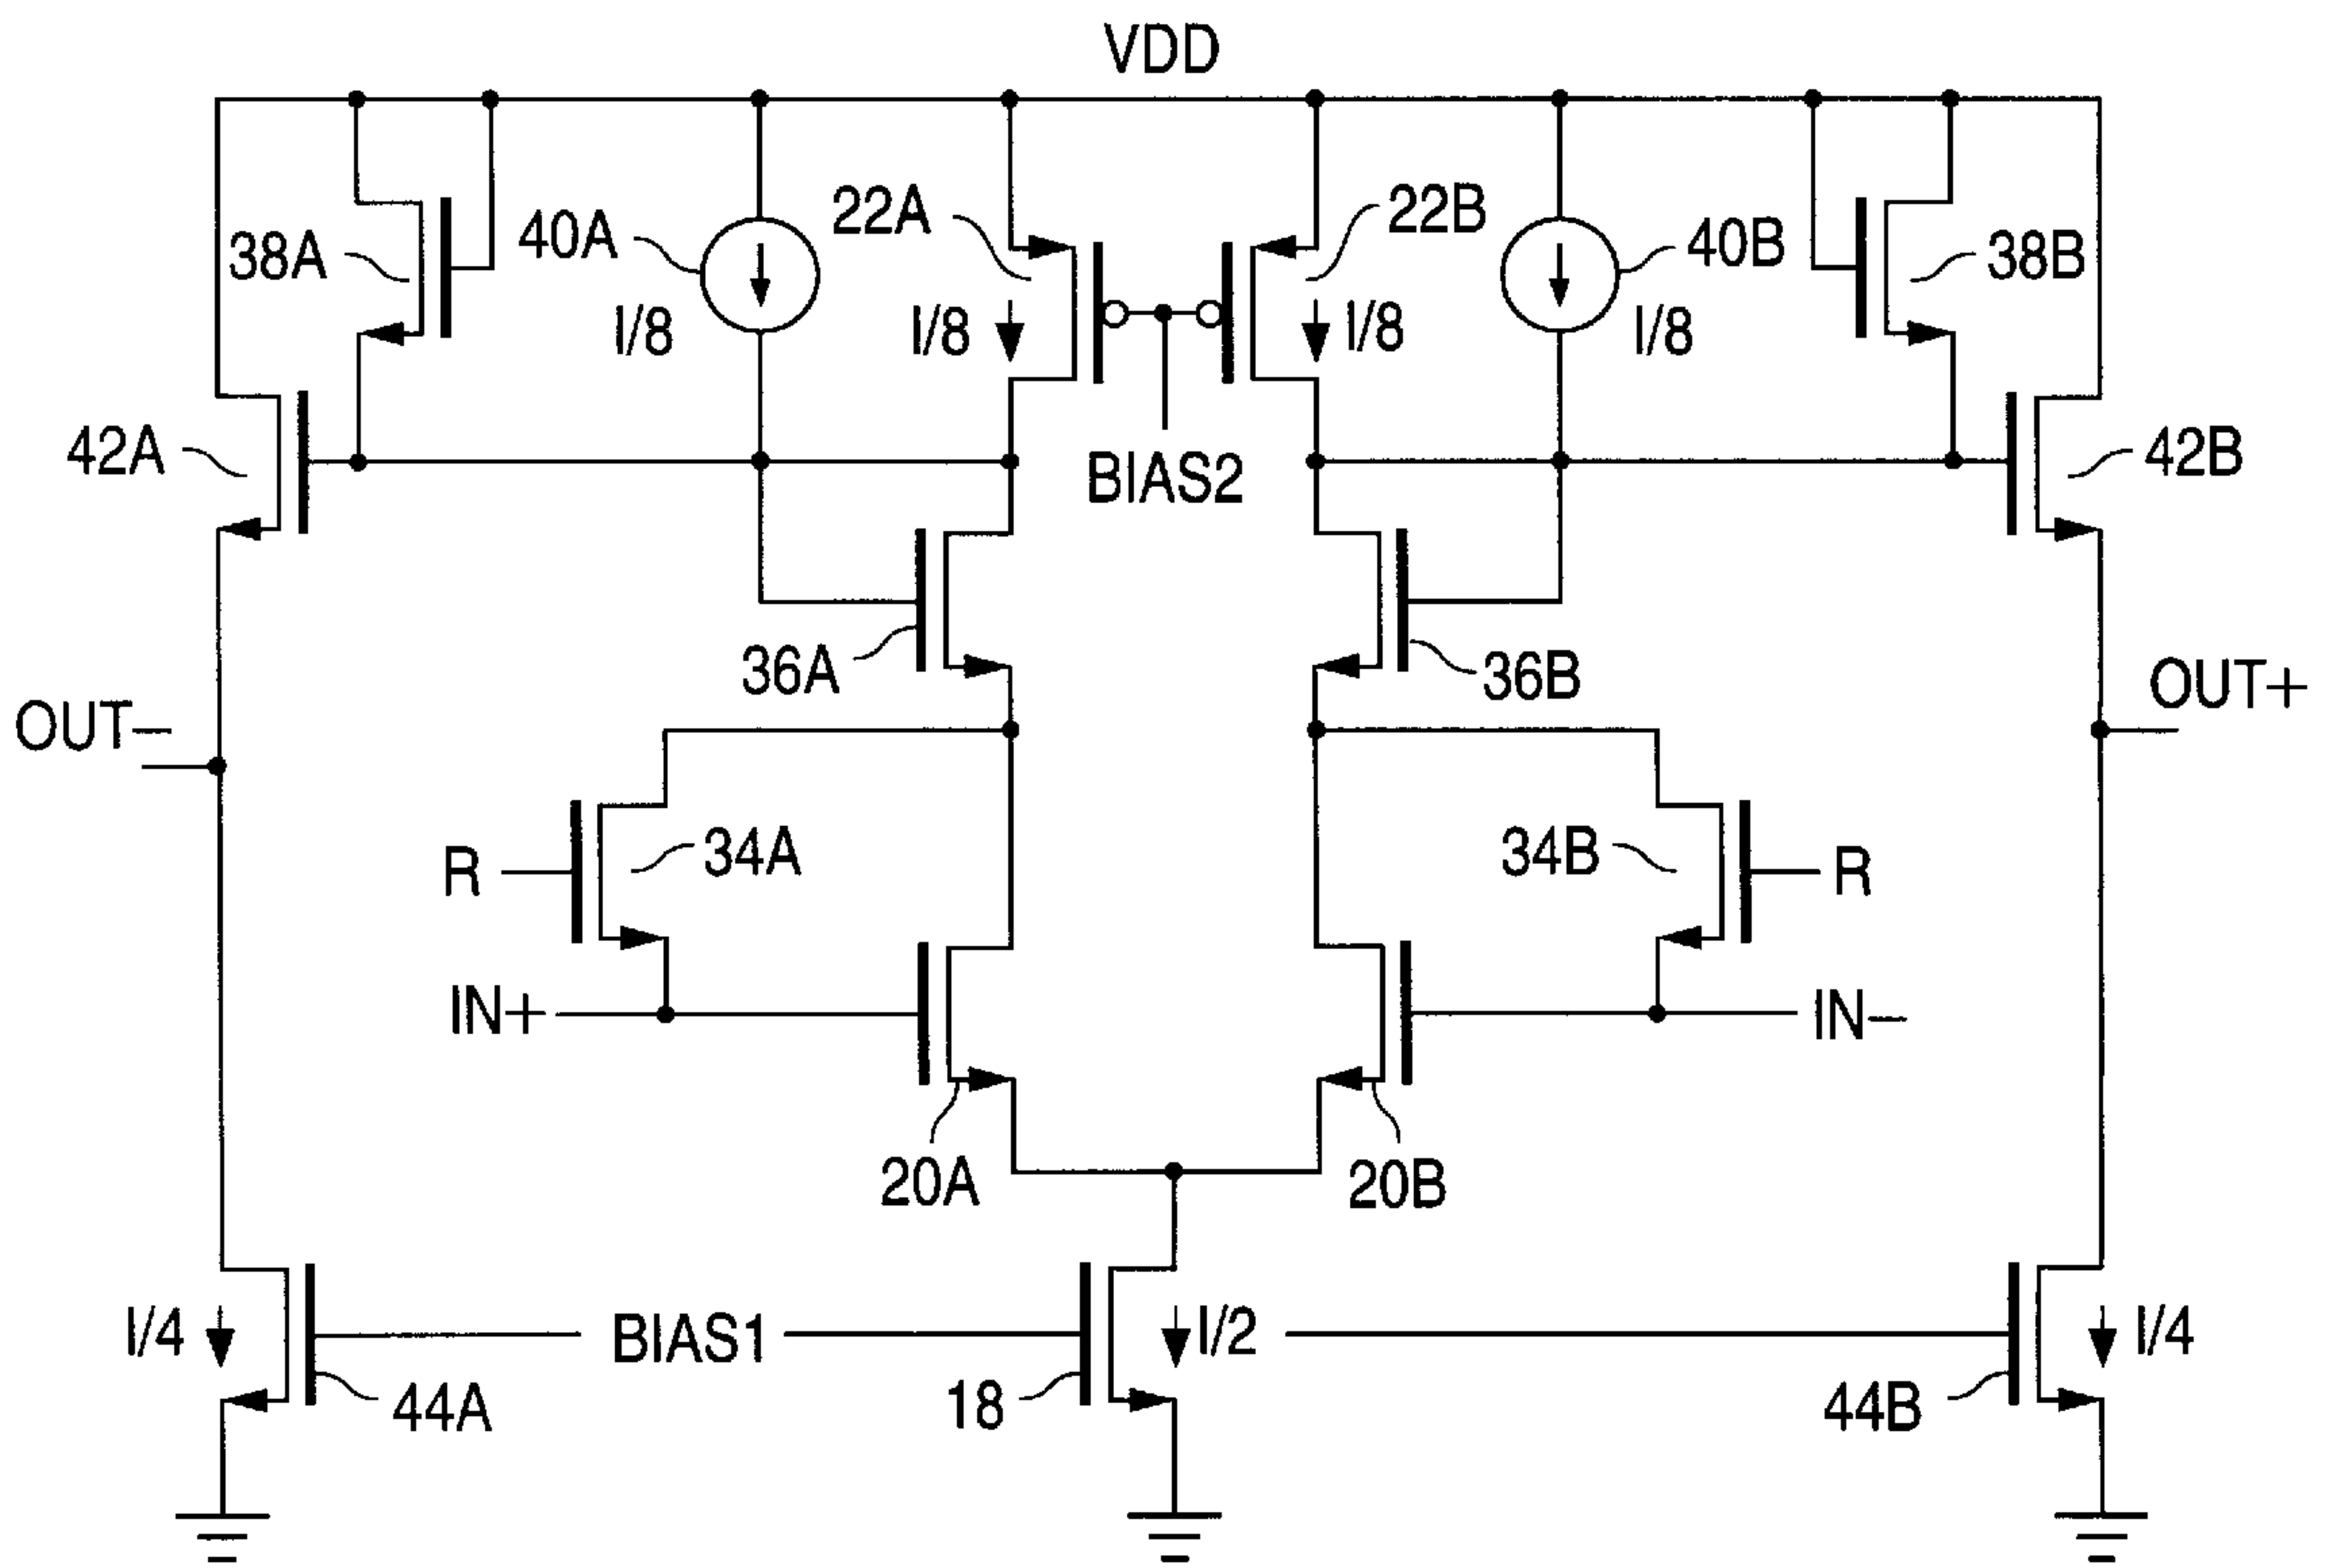 VDD
22A
22B
40A
40B
38A
38B
I/8
I/8
I/8
I/8
42A
BIAS2
42B
36A
36B
OUT–
OUT+
R
34A
34B
R
IN+
IN–
20A
20B
I/4
BIAS1
I/2
I/4
44A
18
44B